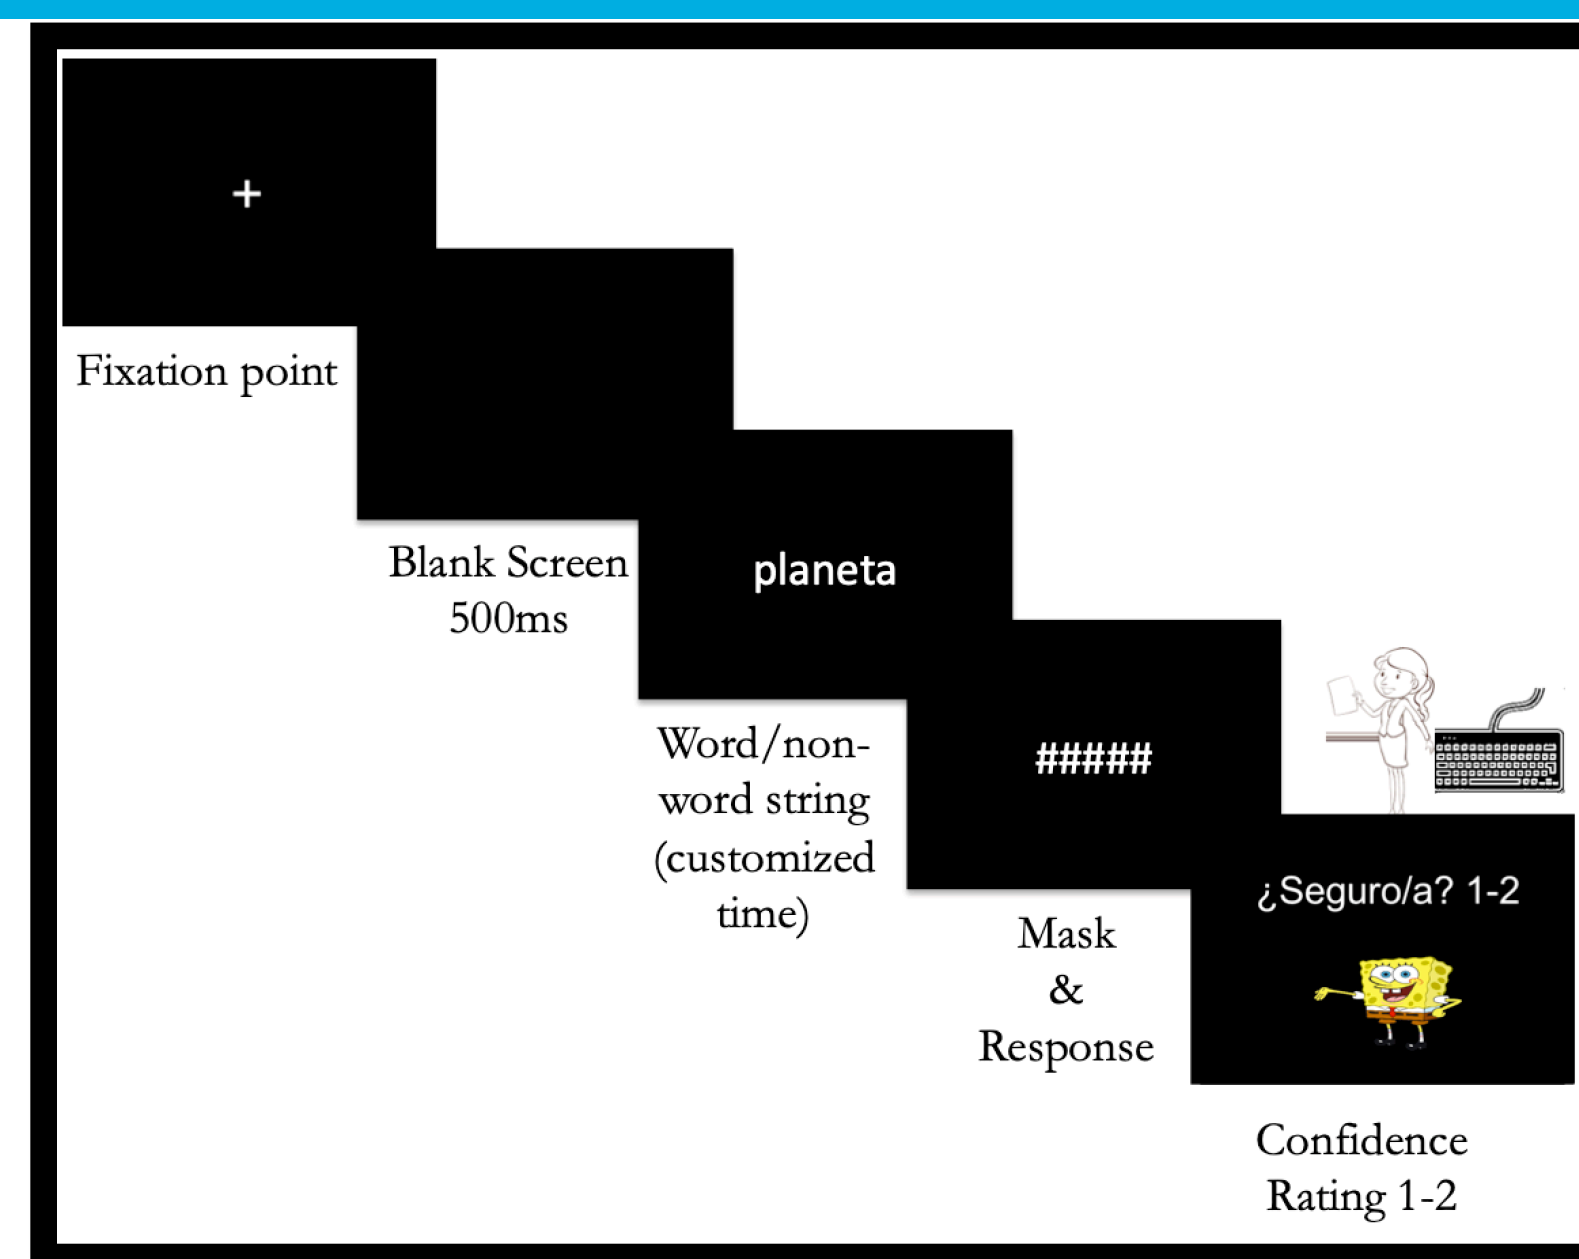 +
Fixation point
Blank Screen
500ms
planeta
Word/non-
word string
(customized
time)
#####
Mask
&
Response
¿Seguro/a? 1-2
Confidence
Rating 1-2